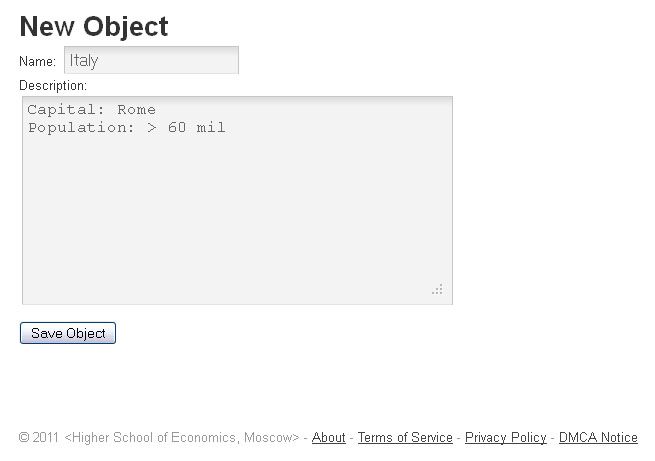 New Object
Name: Italy
Description:
Capital: Rome
Population: > 60 mil
Save Object
© 2011 <Higher School of Economics, Moscow> - About - Terms of Service - Privacy Policy - DMCA Notice